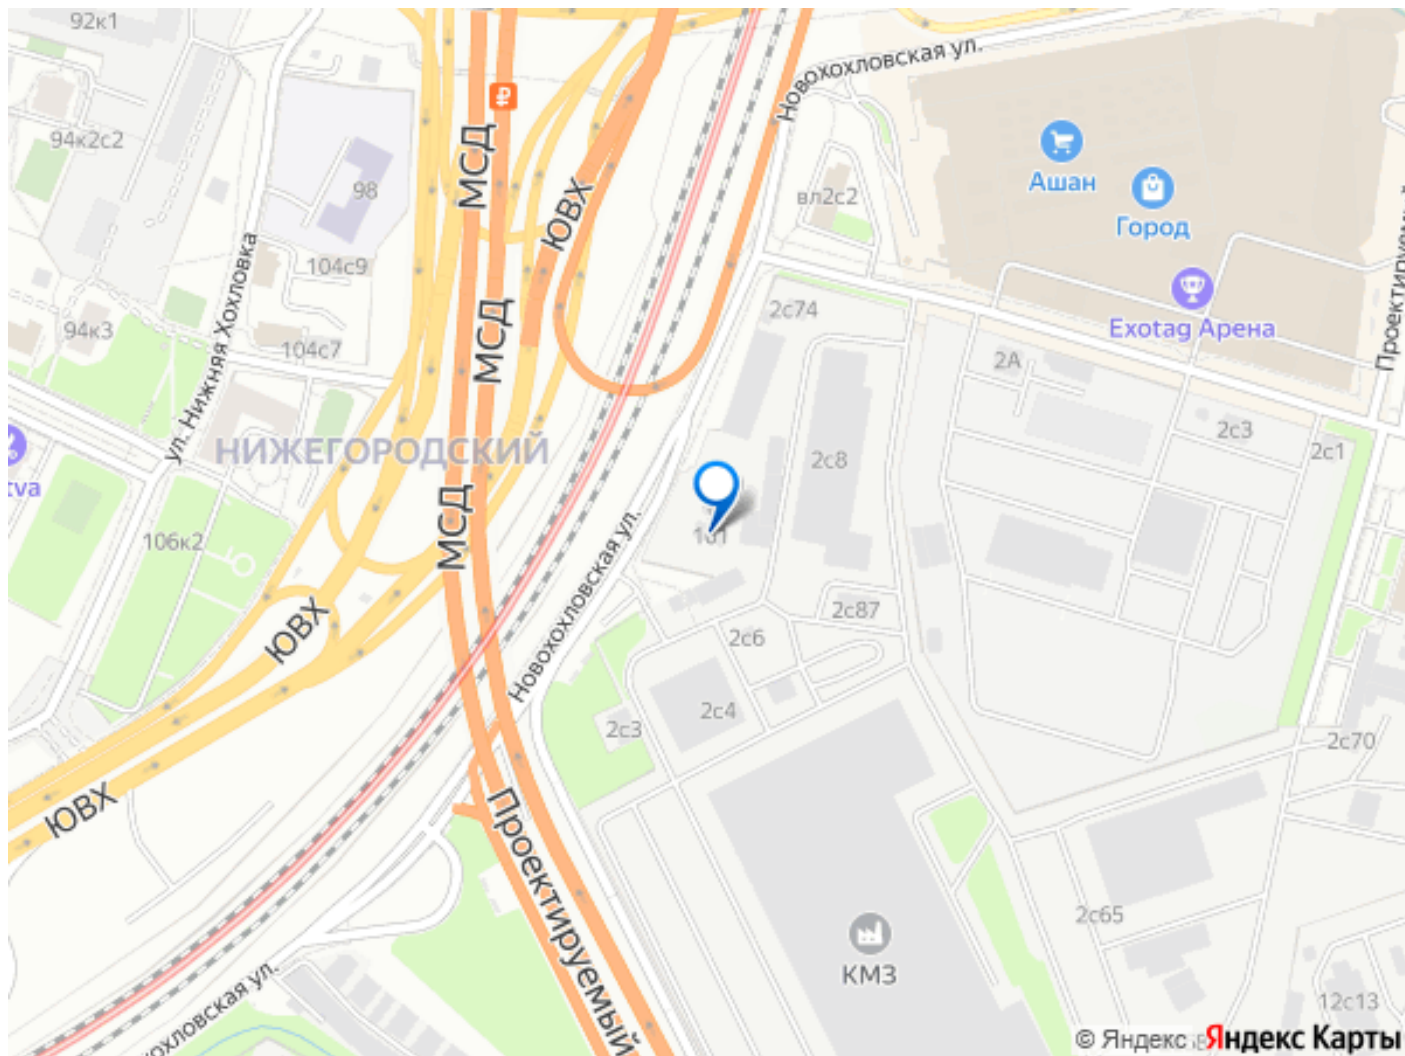 92к1
94к2с2
98
МСД
₽
Новохохловская ул.
Ашан
Город
вл2с2
ЮВХ
104с9
ул. Нижняя Хохловка
94к3
104с7
МСД
2с74
Exotag Арена
2А
2с3
2с1
НИЖЕГОРОДСКИЙ
2с8
МСД
106к2
Новохохловская ул.
2с87
2с6
ЮВХ
2с4
2с3
2с70
ЮВХ
Проектируемый
2с65
КМЗ
12с13
© Яндекс
Яндекс Карты